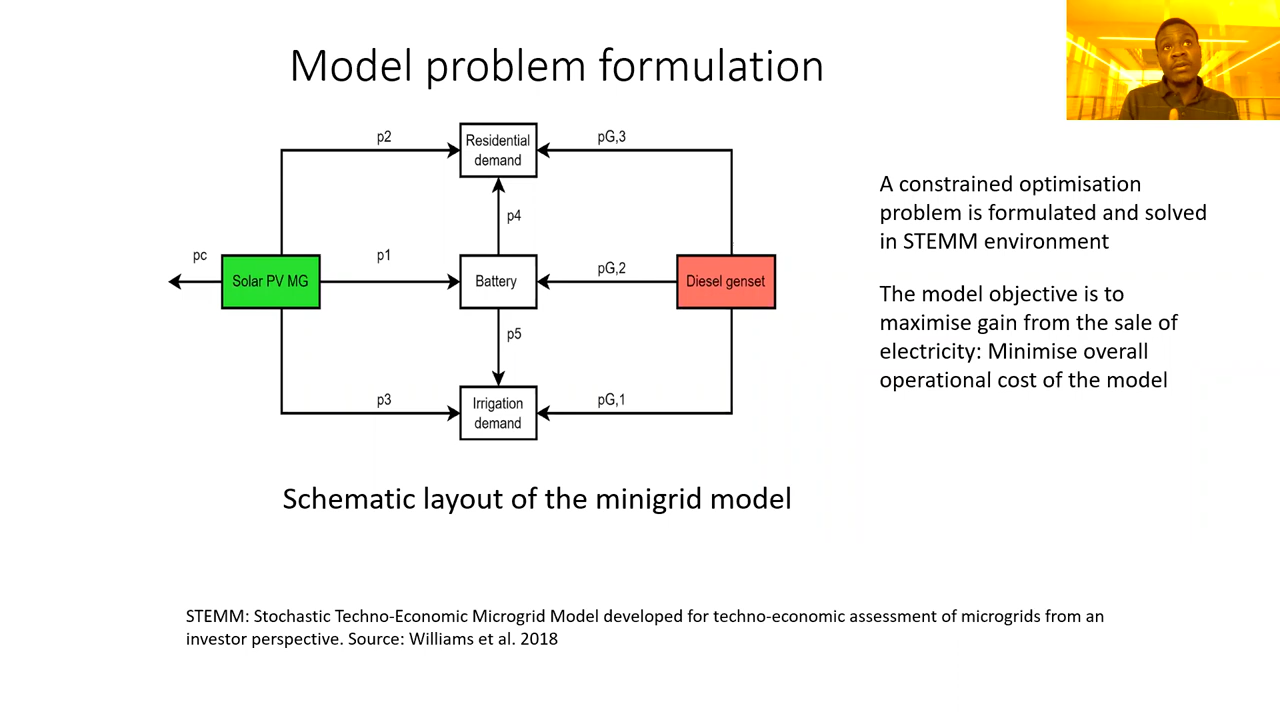 Model problem formulation
p2
Residential
demand
pG,3
p4
pc
Solar PV MG
p1
Battery
pG,2
Diesel genset
p5
p3
Irrigation
demand
pG,1
Schematic layout of the minigrid model
A constrained optimisation
problem is formulated and solved
in STEMM environment
The model objective is to
maximise gain from the sale of
electricity: Minimise overall
operational cost of the model
STEMM: Stochastic Techno-Economic Microgrid Model developed for techno-economic assessment of microgrids from an
investor perspective. Source: Williams et al. 2018